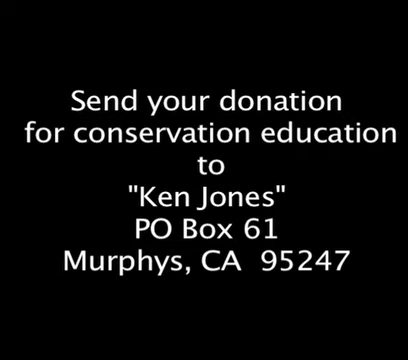 Send your donation
for conservation education
to
"Ken Jones"
PO Box 61
Murphys, CA  95247